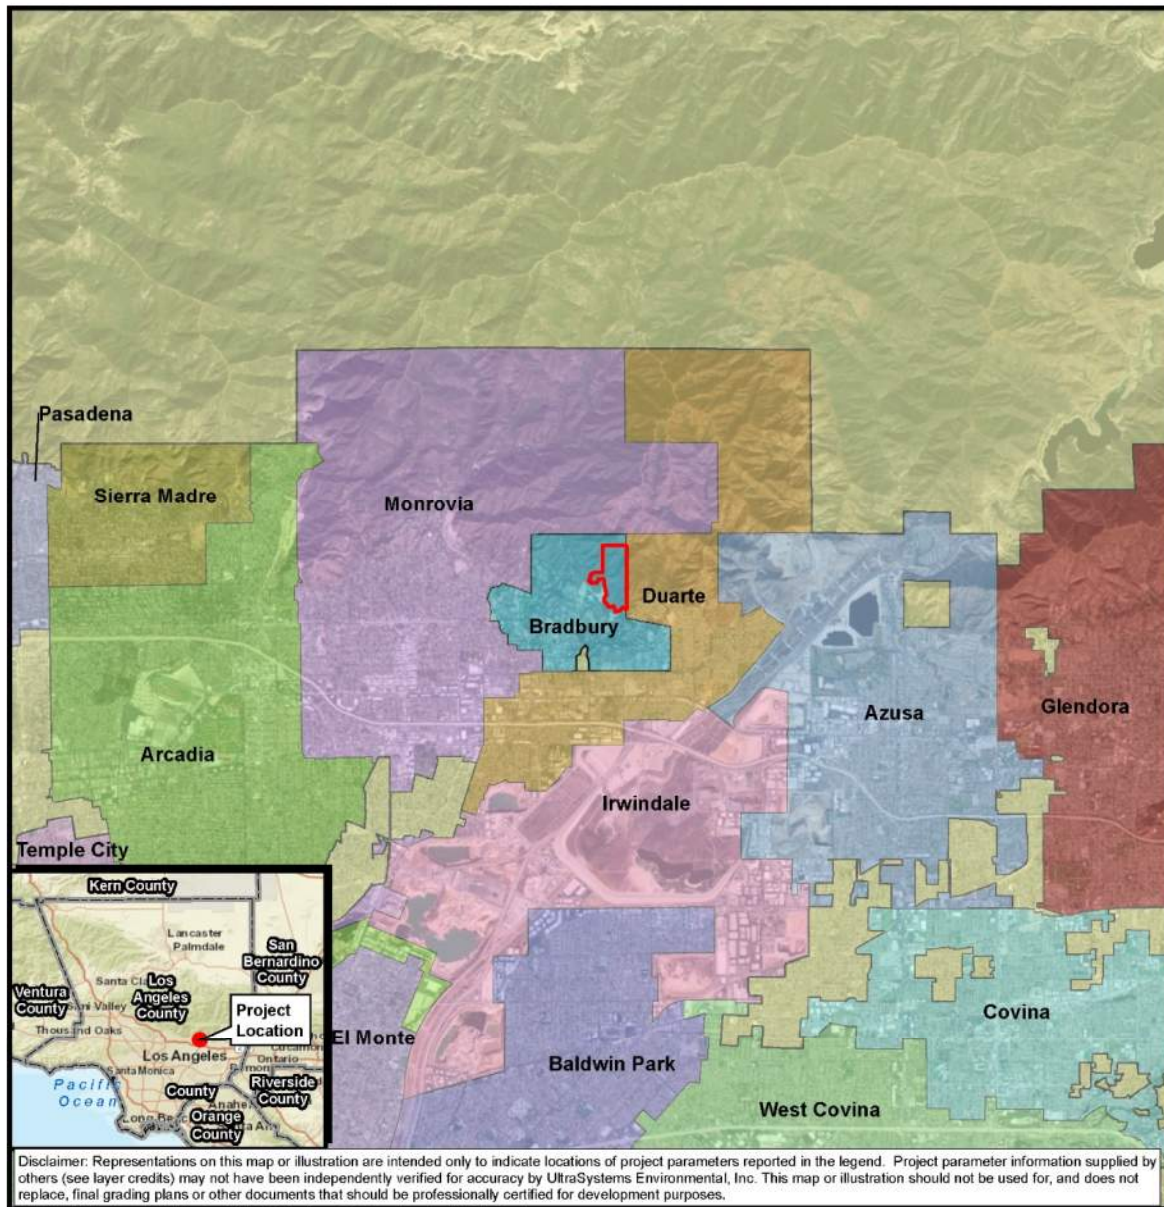 Pasadena
Sierra Madre
Monrovia
Duarte
Bradbury
Azusa
Glendora
Arcadia
Irwindale
Temple City
Kern County
Lancaster
Palmdale
San
Bernardino
County
Santa Cl
Los
Angeles
County
Ventura
County
Valley
Project
Location
Thousand Oaks
Los Angeles
Ontario
Santa Monica
Pacific
Ocean
County
Riverside
County
Orange
County
El Monte
Baldwin Park
Covina
West Covina
Disclaimer: Representations on this map or illustration are intended only to indicate locations of project parameters reported in the legend. Project parameter information supplied by
others (see layer credits) may not have been independently verified for accuracy by UltraSystems Environmental, Inc. This map or illustration should not be used for, and does not
replace, final grading plans or other documents that should be professionally certified for development purposes.